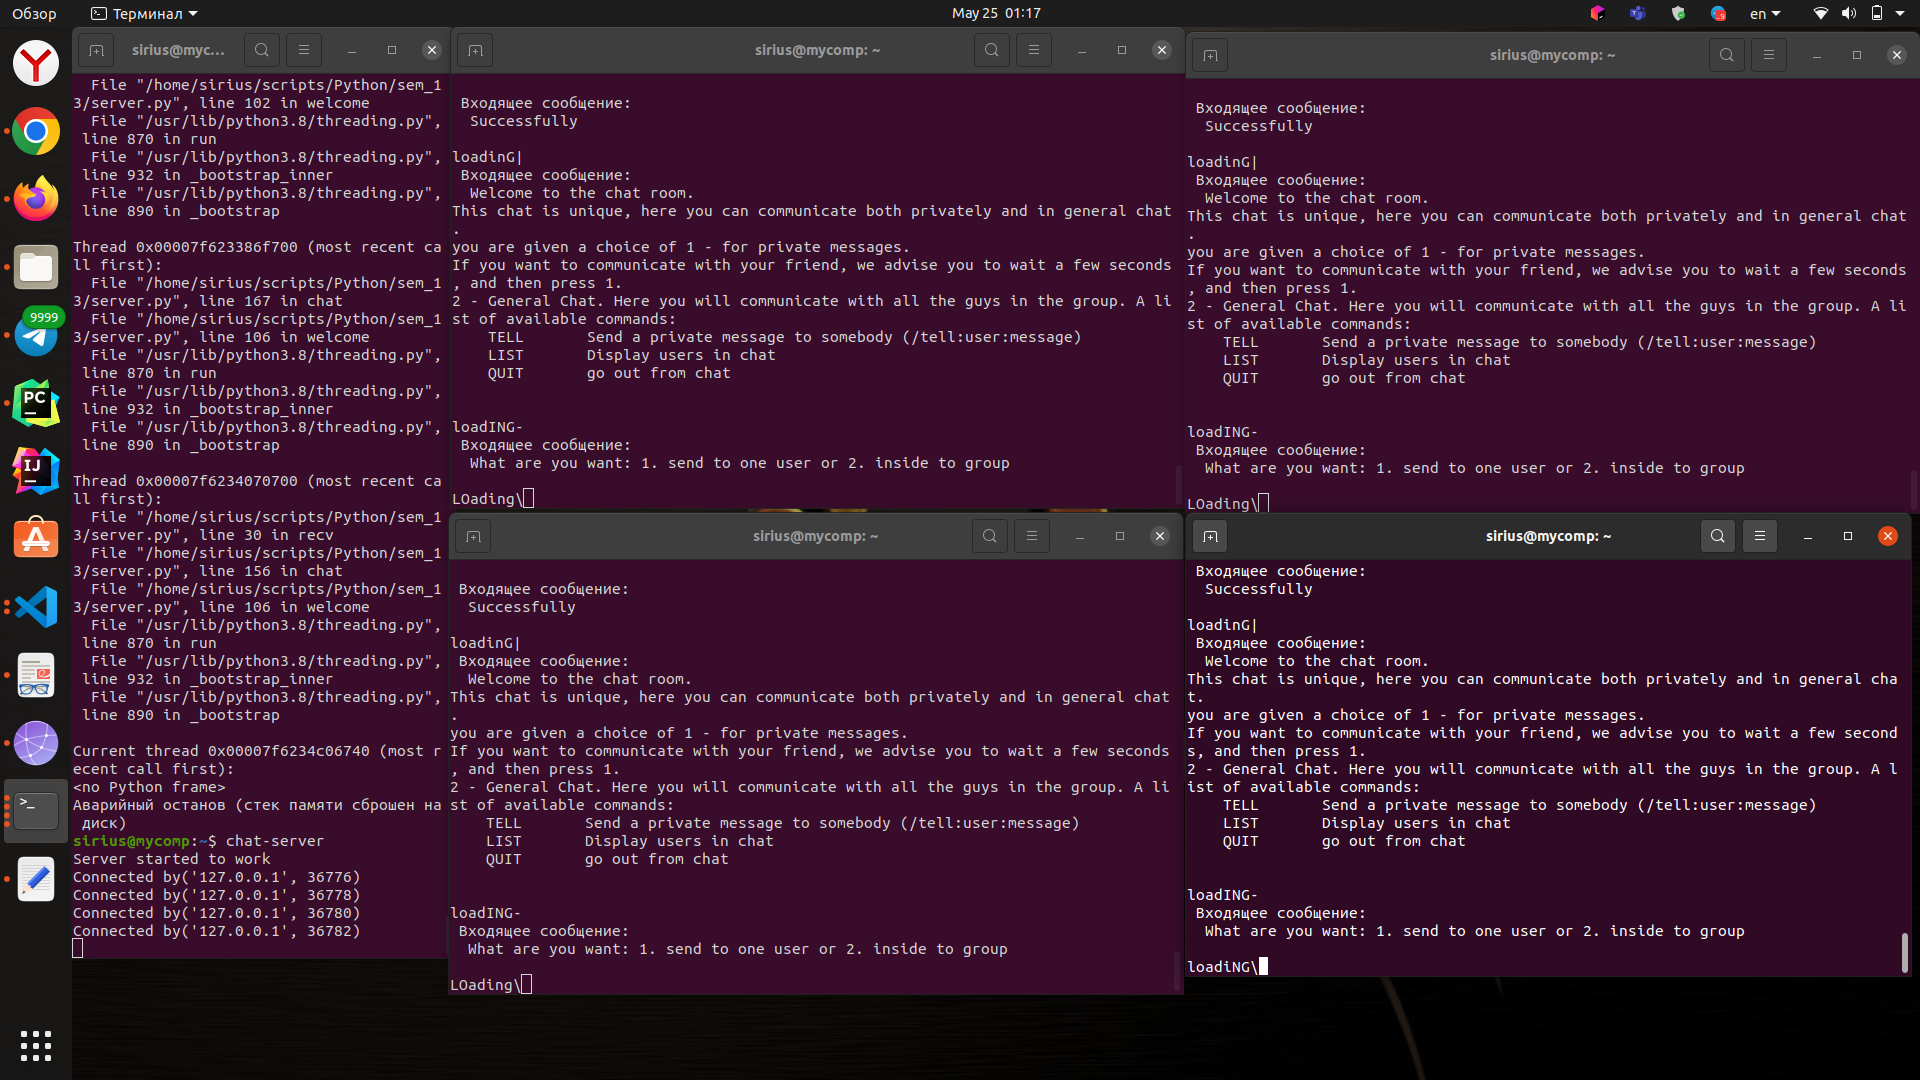 Обзор
Терминал
May 25 01:17
en
sirius@myc...
File "/home/sirius/scripts/Python/sem_1
3/server.py", line 102 in welcome
File "/usr/lib/python3.8/threading.py",
line 870 in run
File "/usr/lib/python3.8/threading.py",
line 932 in _bootstrap_inner
File "/usr/lib/python3.8/threading.py",
line 890 in _bootstrap
Thread 0x00007f623386f700 (most recent ca
ll first):
File "/home/sirius/scripts/Python/sem_1
3/server.py", line 167 in chat
File "/home/sirius/scripts/Python/sem_1
3/server.py", line 106 in welcome
File "/usr/lib/python3.8/threading.py",
line 870 in run
File "/usr/lib/python3.8/threading.py",
line 932 in _bootstrap_inner
File "/usr/lib/python3.8/threading.py",
line 890 in _bootstrap
Thread 0x00007f6234070700 (most recent ca
ll first):
File "/home/sirius/scripts/Python/sem_1
3/server.py", line 30 in recv
File "/home/sirius/scripts/Python/sem_1
3/server.py", line 156 in chat
File "/home/sirius/scripts/Python/sem_1
3/server.py", line 106 in welcome
File "/usr/lib/python3.8/threading.py",
line 870 in run
File "/usr/lib/python3.8/threading.py",
line 932 in _bootstrap_inner
File "/usr/lib/python3.8/threading.py",
line 890 in _bootstrap
Current thread 0x00007f6234c06740 (most r
ecent call first):
<no Python frame>
Аварийный останов (стек памяти сброшен на
диск)
sirius@mycomp:~$ chat-server
Server started to work
Connected by('127.0.0.1', 36776)
Connected by('127.0.0.1', 36778)
Connected by('127.0.0.1', 36780)
Connected by('127.0.0.1', 36782)
sirius@mycomp: ~
Входящее сообщение:
Successfully
loadinG|
Входящее сообщение:
Welcome to the chat room.
This chat is unique, here you can communicate both privately and in general chat
.
you are given a choice of 1 - for private messages.
If you want to communicate with your friend, we advise you to wait a few seconds
, and then press 1.
2 - General Chat. Here you will communicate with all the guys in the group. A li
st of available commands:
TELL Send a private message to somebody (/tell:user:message)
LIST Display users in chat
QUIT go out from chat
loadING-
Входящее сообщение:
What are you want: 1. send to one user or 2. inside to group
LOading\
sirius@mycomp: ~
Входящее сообщение:
Successfully
loadinG|
Входящее сообщение:
Welcome to the chat room.
This chat is unique, here you can communicate both privately and in general chat
.
you are given a choice of 1 - for private messages.
If you want to communicate with your friend, we advise you to wait a few seconds
, and then press 1.
2 - General Chat. Here you will communicate with all the guys in the group. A li
st of available commands:
TELL Send a private message to somebody (/tell:user:message)
LIST Display users in chat
QUIT go out from chat
loadING-
Входящее сообщение:
What are you want: 1. send to one user or 2. inside to group
LOading\
sirius@mycomp: ~
Входящее сообщение:
Successfully
loadinG|
Входящее сообщение:
Welcome to the chat room.
This chat is unique, here you can communicate both privately and in general chat
.
you are given a choice of 1 - for private messages.
If you want to communicate with your friend, we advise you to wait a few seconds
, and then press 1.
2 - General Chat. Here you will communicate with all the guys in the group. A li
st of available commands:
TELL Send a private message to somebody (/tell:user:message)
LIST Display users in chat
QUIT go out from chat
loadING-
Входящее сообщение:
What are you want: 1. send to one user or 2. inside to group
LOading\
sirius@mycomp: ~
Входящее сообщение:
Successfully
loadinG|
Входящее сообщение:
Welcome to the chat room.
This chat is unique, here you can communicate both privately and in general cha
t.
you are given a choice of 1 - for private messages.
If you want to communicate with your friend, we advise you to wait a few second
s, and then press 1.
2 - General Chat. Here you will communicate with all the guys in the group. A l
ist of available commands:
TELL Send a private message to somebody (/tell:user:message)
LIST Display users in chat
QUIT go out from chat
loadING-
Входящее сообщение:
What are you want: 1. send to one user or 2. inside to group
loadiNG\
9999
PC
IJ